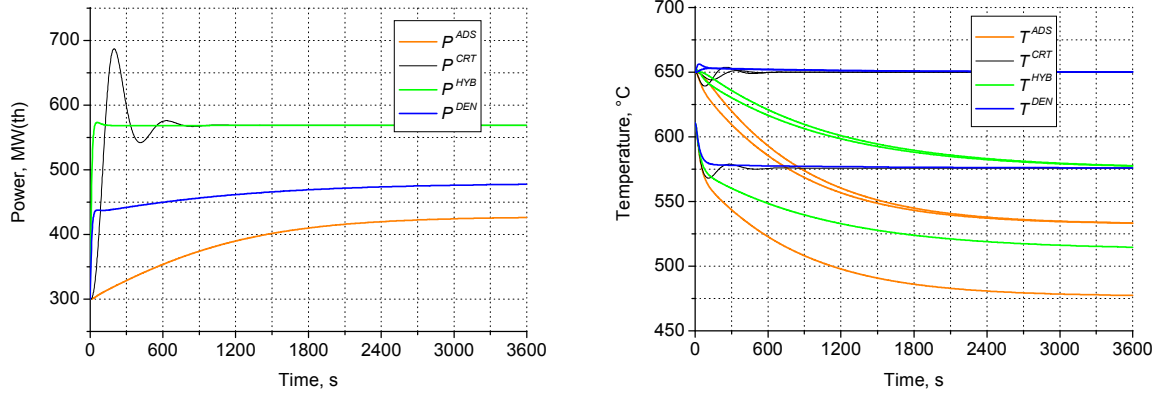 700
600
500
400
300
Power, MW(th)
0 600 1200 1800 2400 3000 3600
Time, s
P ADS
P CRT
P HYB
P DEN
700
650
600
550
500
450
Temperature, °C
0 600 1200 1800 2400 3000 3600
Time, s
T ADS
T CRT
T HYB
T DEN